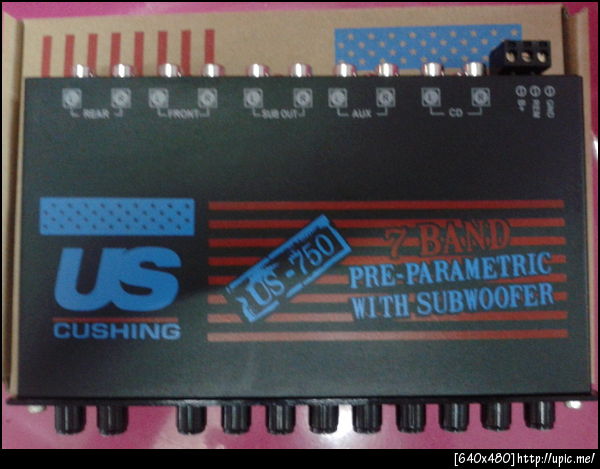 REAR FRONT SUB OUT AUX CD
B+ REM GND
US
CUSHING
US-750
7 BAND
PRE-PARAMETRIC
WITH SUBWOOFER
[640x480]http://upic.me/